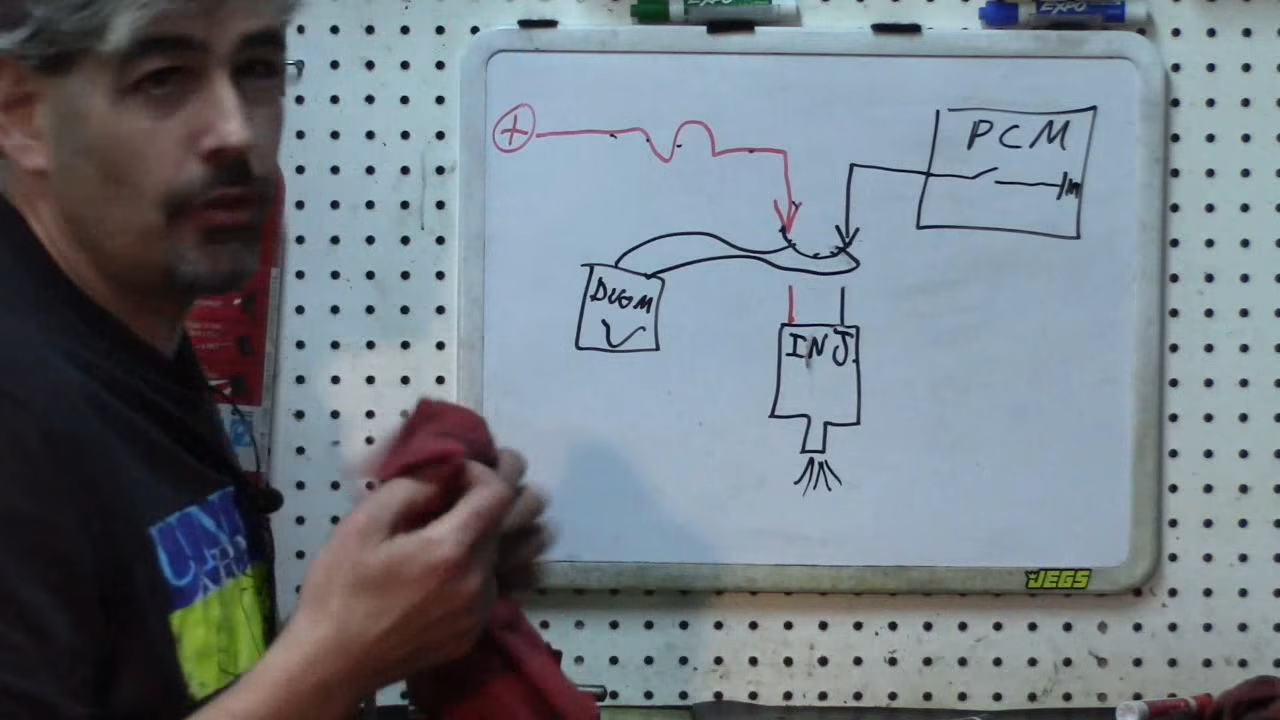 EXPO
EXPO
+
PCM
DVOM
V
INJ.
JEGS